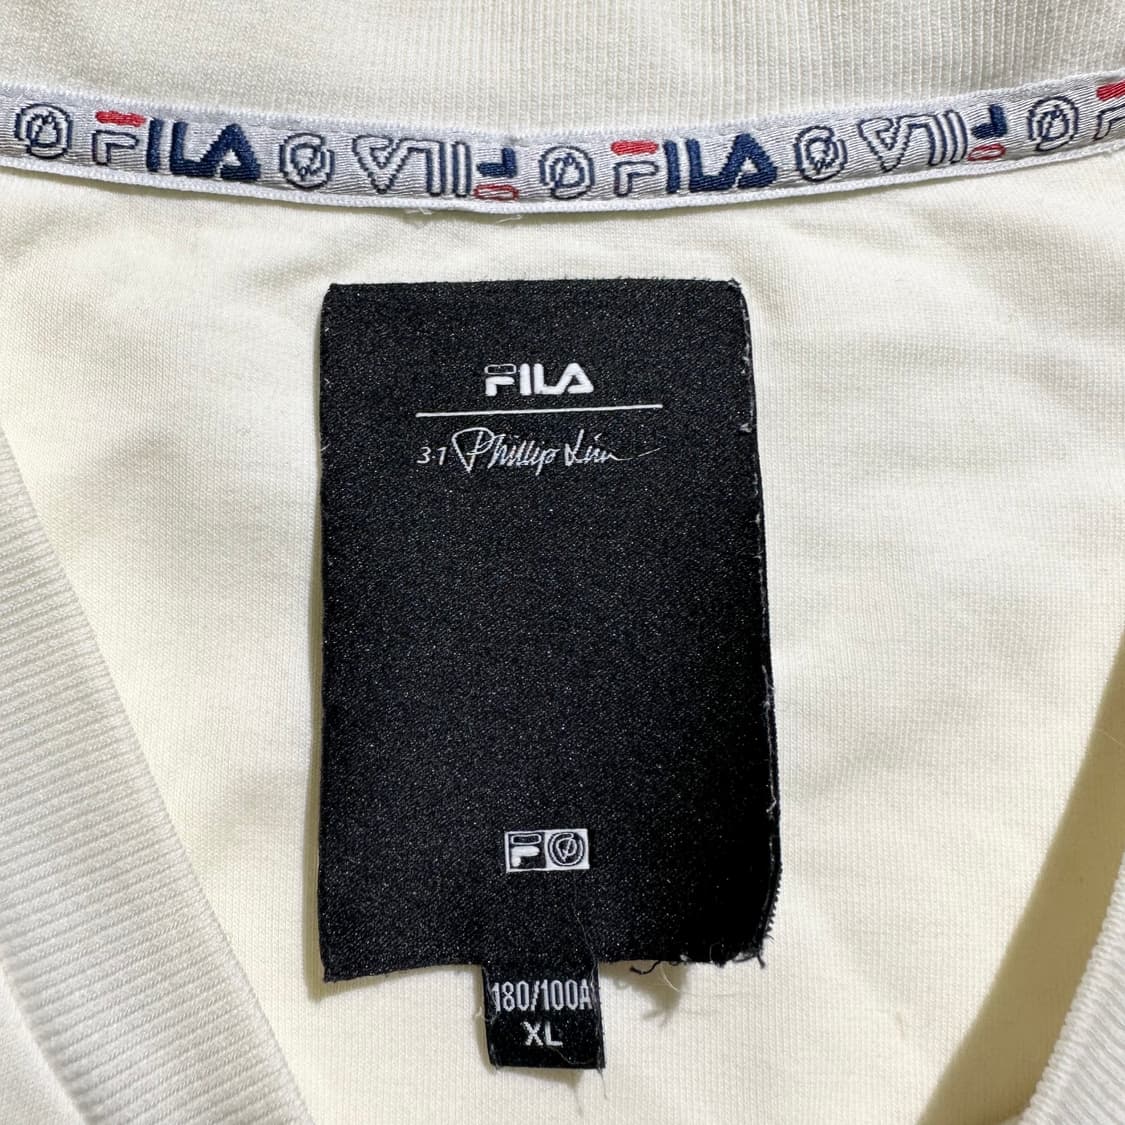 FILA FILA FILA FILA F
FILA
3.1 Phillip Lim
F
180/100A
XL